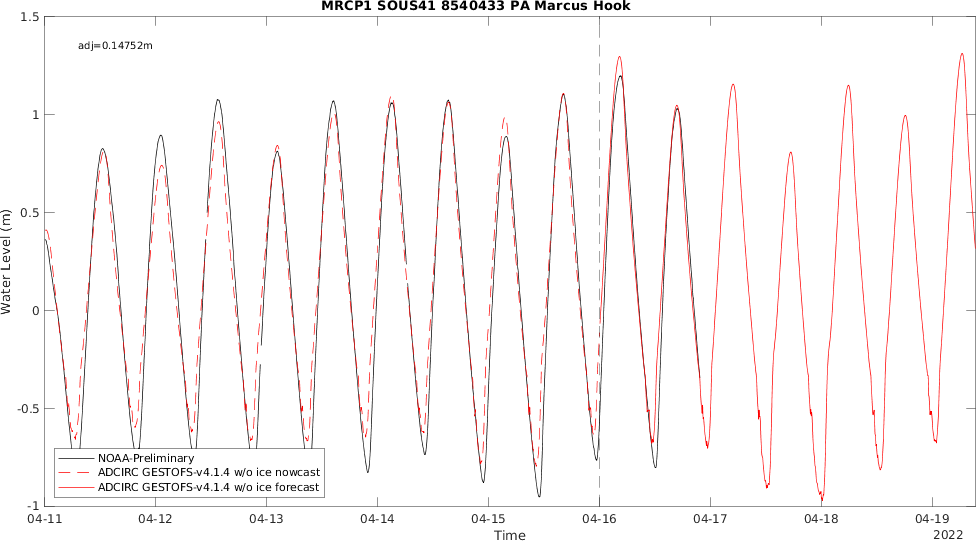 MRCP1 SOUS41 8540433 PA Marcus Hook
adj=0.14752m
1.5
1
0.5
0
-0.5
-1
Water Level (m)
NOAA-Preliminary
ADCIRC GESTOFS-v4.1.4 w/o ice nowcast
ADCIRC GESTOFS-v4.1.4 w/o ice forecast
04-11 04-12 04-13 04-14 04-15 04-16 04-17 04-18 04-19
Time
2022